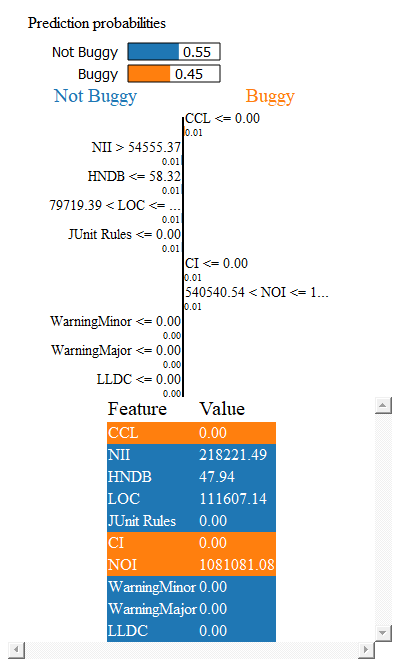 Prediction probabilities
Not Buggy 0.55
Buggy 0.45
Not Buggy Buggy
CCL <= 0.00
0.01
NII > 54555.37
0.01
HNDB <= 58.32
0.01
79719.39 < LOC <= ...
0.01
JUnit Rules <= 0.00
0.01
CI <= 0.00
0.01
540540.54 < NOI <= 1...
0.01
WarningMinor <= 0.00
0.00
WarningMajor <= 0.00
0.00
LLDC <= 0.00
0.00
Feature Value
CCL 0.00
NII 218221.49
HNDB 47.94
LOC 111607.14
JUnit Rules 0.00
CI 0.00
NOI 1081081.08
WarningMinor 0.00
WarningMajor 0.00
LLDC 0.00